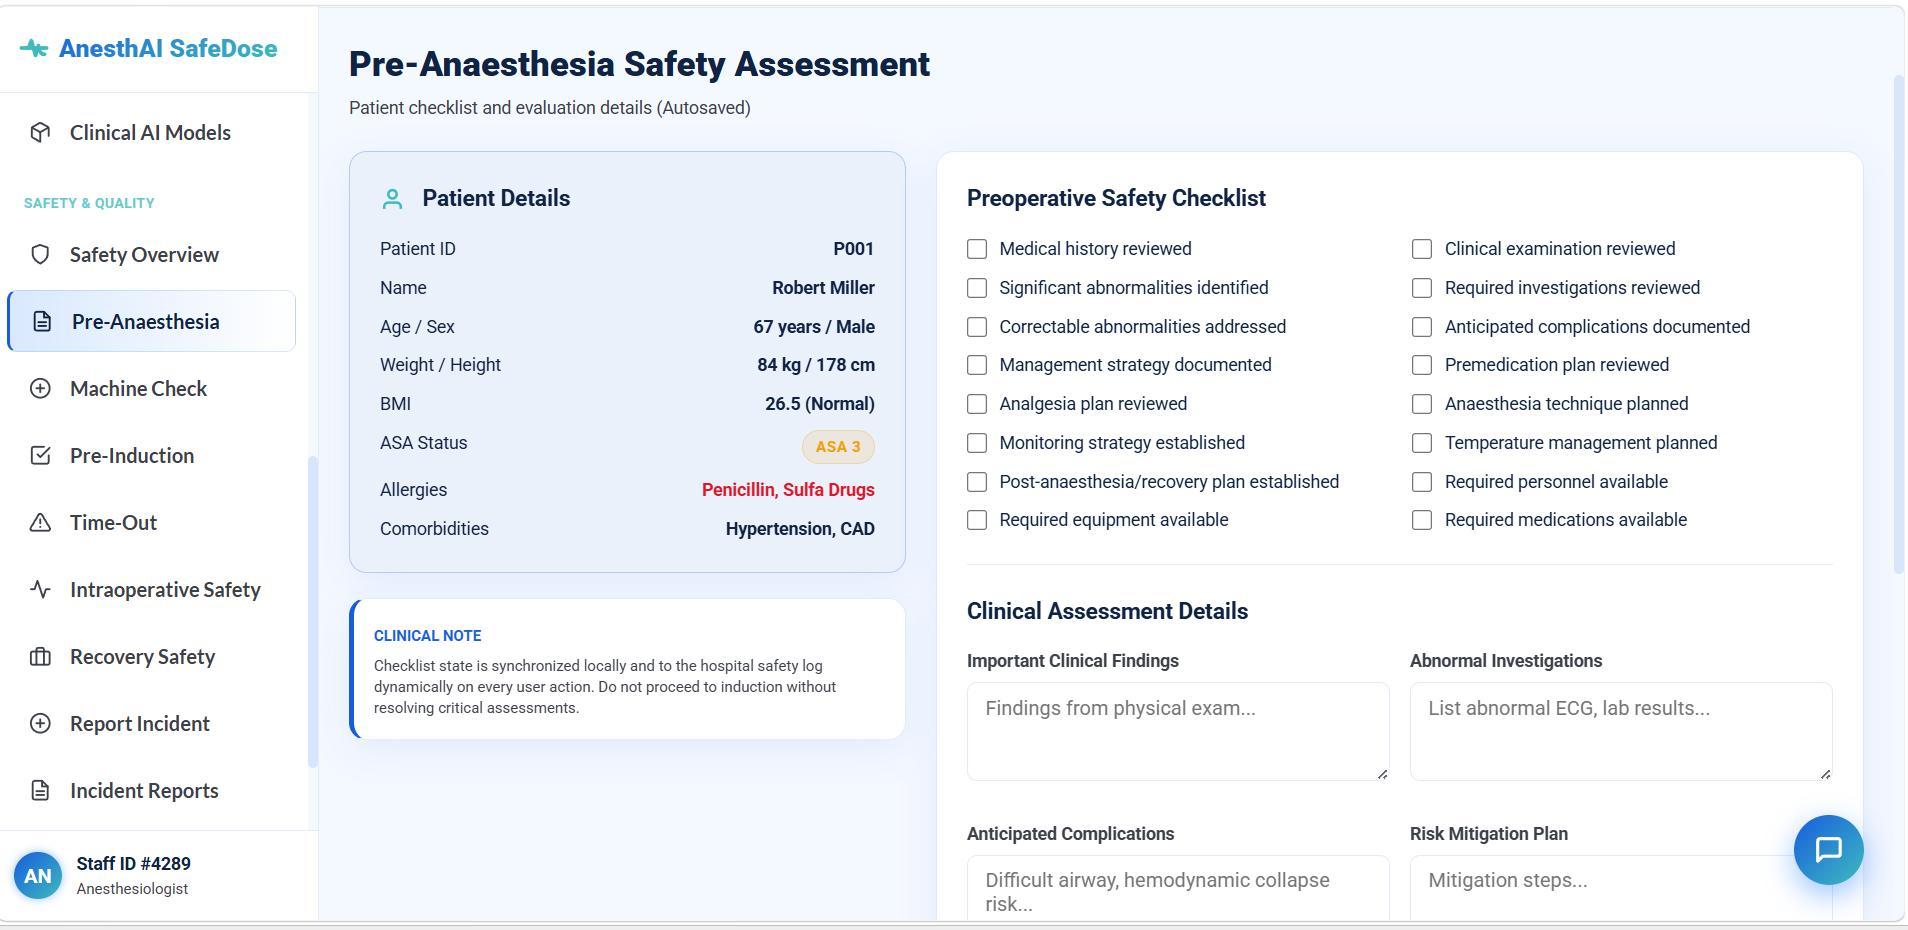 AnesthAI SafeDose
Clinical AI Models
SAFETY & QUALITY
Safety Overview
Pre-Anaesthesia
Machine Check
Pre-Induction
Time-Out
Intraoperative Safety
Recovery Safety
Report Incident
Incident Reports
AN
Staff ID #4289
Anesthesiologist
Pre-Anaesthesia Safety Assessment
Patient checklist and evaluation details (Autosaved)
Patient Details
Patient ID P001
Name Robert Miller
Age / Sex 67 years / Male
Weight / Height 84 kg / 178 cm
BMI 26.5 (Normal)
ASA Status ASA 3
Allergies Penicillin, Sulfa Drugs
Comorbidities Hypertension, CAD
CLINICAL NOTE
Checklist state is synchronized locally and to the hospital safety log
dynamically on every user action. Do not proceed to induction without
resolving critical assessments.
Preoperative Safety Checklist
Medical history reviewed Clinical examination reviewed
Significant abnormalities identified Required investigations reviewed
Correctable abnormalities addressed Anticipated complications documented
Management strategy documented Premedication plan reviewed
Analgesia plan reviewed Anaesthesia technique planned
Monitoring strategy established Temperature management planned
Post-anaesthesia/recovery plan established Required personnel available
Required equipment available Required medications available
Clinical Assessment Details
Important Clinical Findings Abnormal Investigations
Findings from physical exam... List abnormal ECG, lab results...
Anticipated Complications Risk Mitigation Plan
Difficult airway, hemodynamic collapse Mitigation steps...
risk...